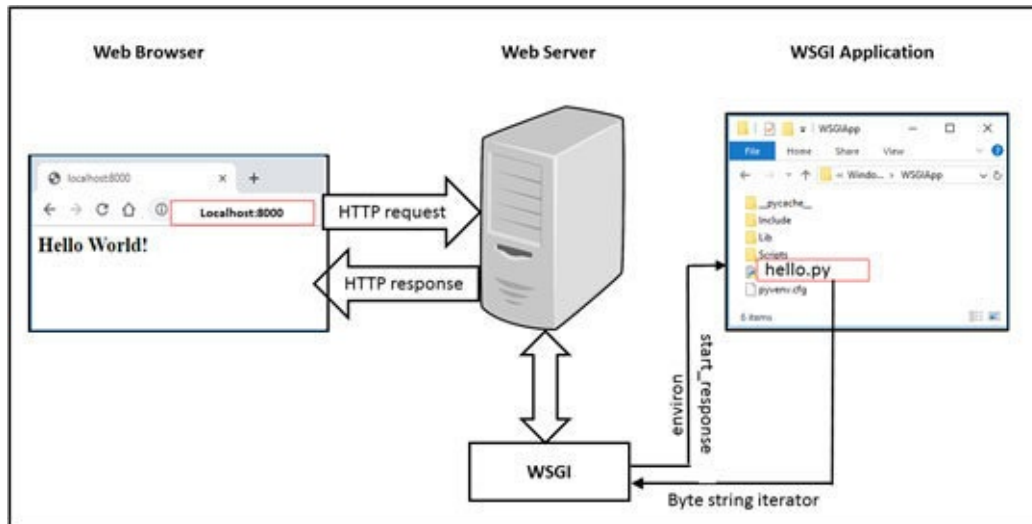 Web Browser
Web Server
WSGI Application
localhost:8000
Localhost:8000
Hello World!
HTTP request
HTTP response
WSGIApp
File Home Share View
« Windo... › WSGIApp
__pycache__
Include
Lib
Scripts
hello.py
pyvenv.cfg
6 items
environ
start_response
WSGI
Byte string iterator